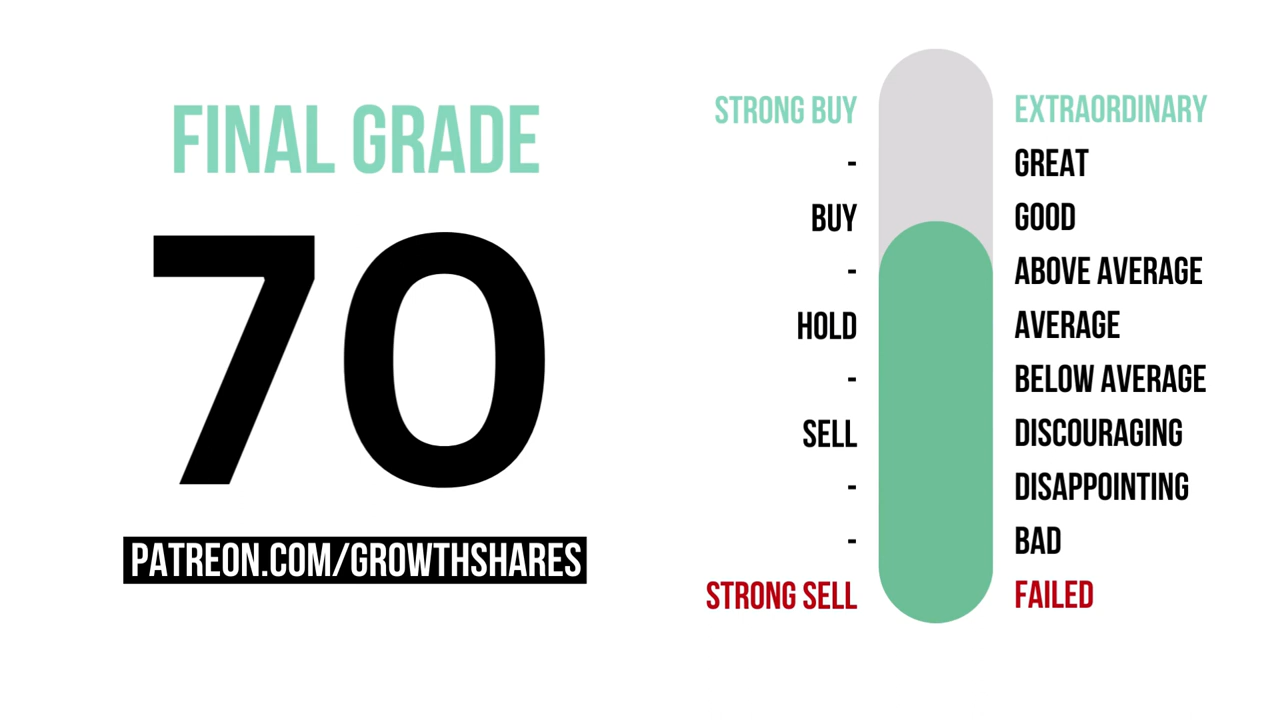 FINAL GRADE
70
PATREON.COM/GROWTHSHARES
STRONG BUY
-
BUY
-
HOLD
-
SELL
-
-
STRONG SELL
EXTRAORDINARY
GREAT
GOOD
ABOVE AVERAGE
AVERAGE
BELOW AVERAGE
DISCOURAGING
DISAPPOINTING
BAD
FAILED